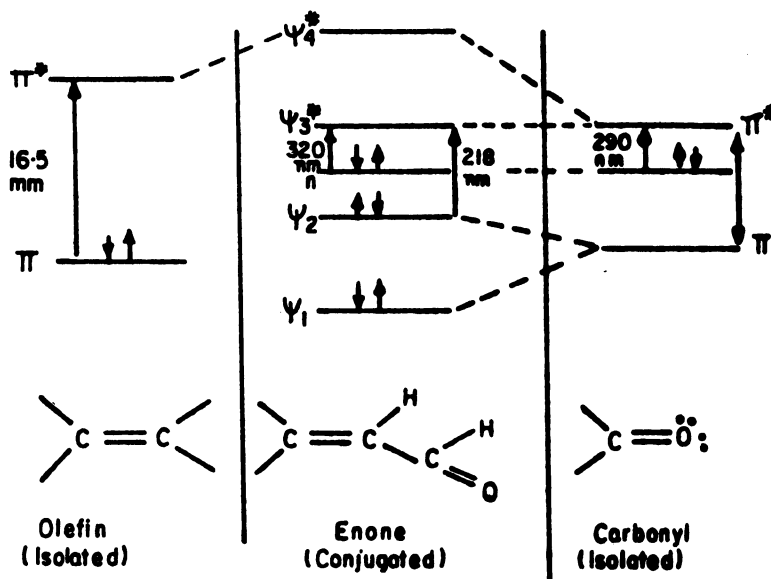 π*
16·5
mm
π
C = C
Olefin
(Isolated)
ψ4*
ψ3*
320
nm
n
218
nm
ψ2
ψ1
H
C = C
H
C
O
Enone
(Conjugated)
π*
290
nm
π
C = O
Carbonyl
(Isolated)